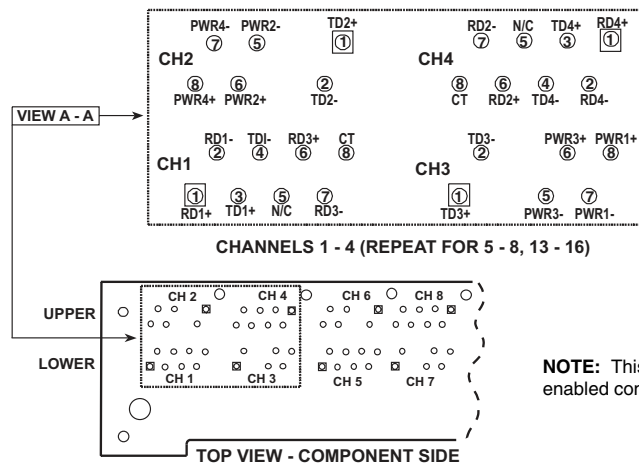 PWR4- PWR2- TD2+ RD2- N/C TD4+ RD4+
⑦ ⑤ ① ⑦ ⑤ ③ ①
CH2 CH4
⑧ ⑥ ② ⑧ ⑥ ④ ②
PWR4+ PWR2+ TD2- CT RD2+ TD4- RD4-
VIEW A - A
RD1- TDI- RD3+ CT TD3- PWR3+ PWR1+
② ④ ⑥ ⑧ ② ⑥ ⑧
CH1 CH3
① ③ ⑤ ⑦ ① ⑤ ⑦
RD1+ TD1+ N/C RD3- TD3+ PWR3- PWR1-
CHANNELS 1 - 4 (REPEAT FOR 5 - 8, 13 - 16)
CH 2 CH 4 CH 6 CH 8
UPPER
LOWER
CH 1 CH 3 CH 5 CH 7
NOTE: This
enabled
TOP VIEW - COMPONENT SIDE